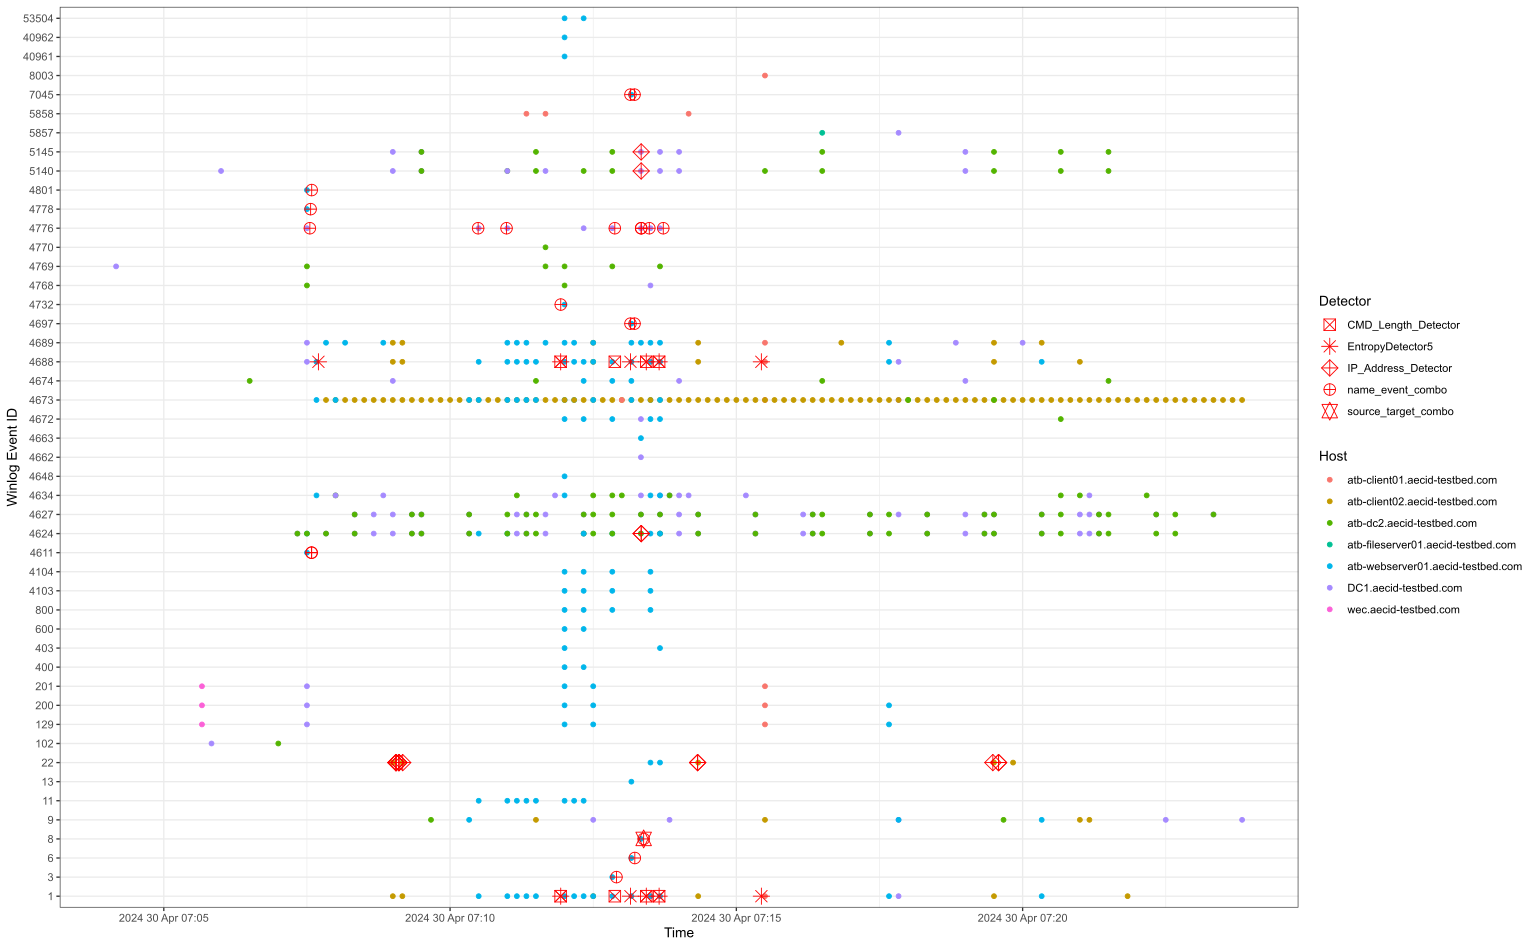 Winlog Event ID
53504
40962
40961
8003
7045
5858
5857
5145
5140
4801
4778
4776
4770
4769
4768
4732
4697
4689
4688
4674
4673
4672
4663
4662
4648
4634
4627
4624
4611
4104
4103
800
600
403
400
201
200
129
102
22
13
11
9
8
6
3
1
2024 30 Apr 07:05
2024 30 Apr 07:10
2024 30 Apr 07:15
2024 30 Apr 07:20
Time
Detector
CMD_Length_Detector
EntropyDetector5
IP_Address_Detector
name_event_combo
source_target_combo
Host
atb-client01.aecid-testbed.com
atb-client02.aecid-testbed.com
atb-dc2.aecid-testbed.com
atb-fileserver01.aecid-testbed.com
atb-webserver01.aecid-testbed.com
DC1.aecid-testbed.com
wec.aecid-testbed.com